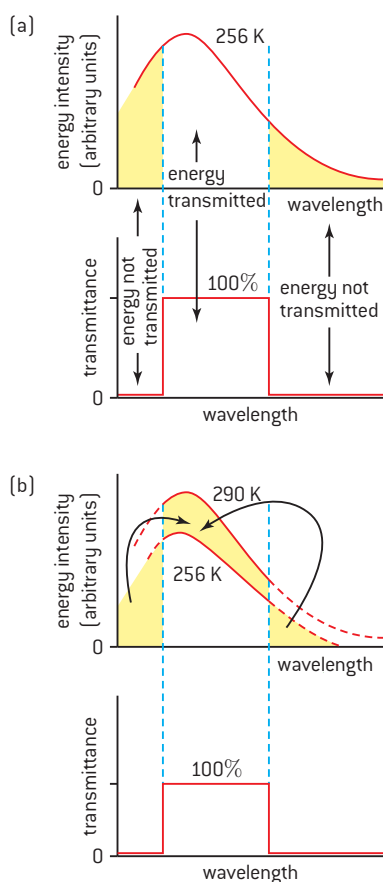 (a)
energy intensity
(arbitrary units)
256 K
energy
transmitted
0
wavelength
energy not
transmitted
energy not
transmitted
transmittance
100%
0
wavelength
(b)
energy intensity
(arbitrary units)
290 K
256 K
0
wavelength
transmittance
100%
0
wavelength